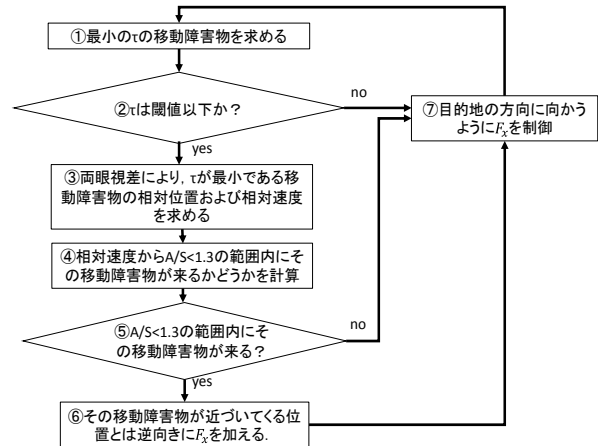 ①最小のτの移動障害物を求める
②τは閾値以下か？
no
⑦目的地の方向に向かう
ようにFxを制御
yes
③両眼視差により，τが最小である移
動障害物の相対位置および相対速度
を求める
④相対速度からA/S<1.3の範囲内にそ
の移動障害物が来るかどうかを計算
⑤A/S<1.3の範囲内にそ
の移動障害物が来る？
no
yes
⑥その移動障害物が近づいてくる位
置とは逆向きにFxを加える.